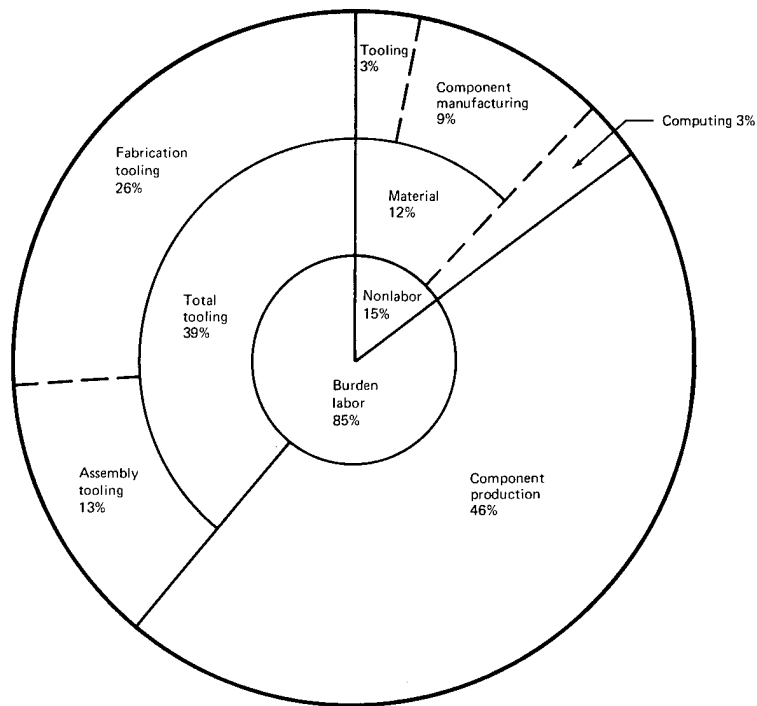 Tooling
3%
Component
manufacturing
9%
Computing 3%
Fabrication
tooling
26%
Material
12%
Total
tooling
39%
Nonlabor
15%
Burden
labor
85%
Assembly
tooling
13%
Component
production
46%